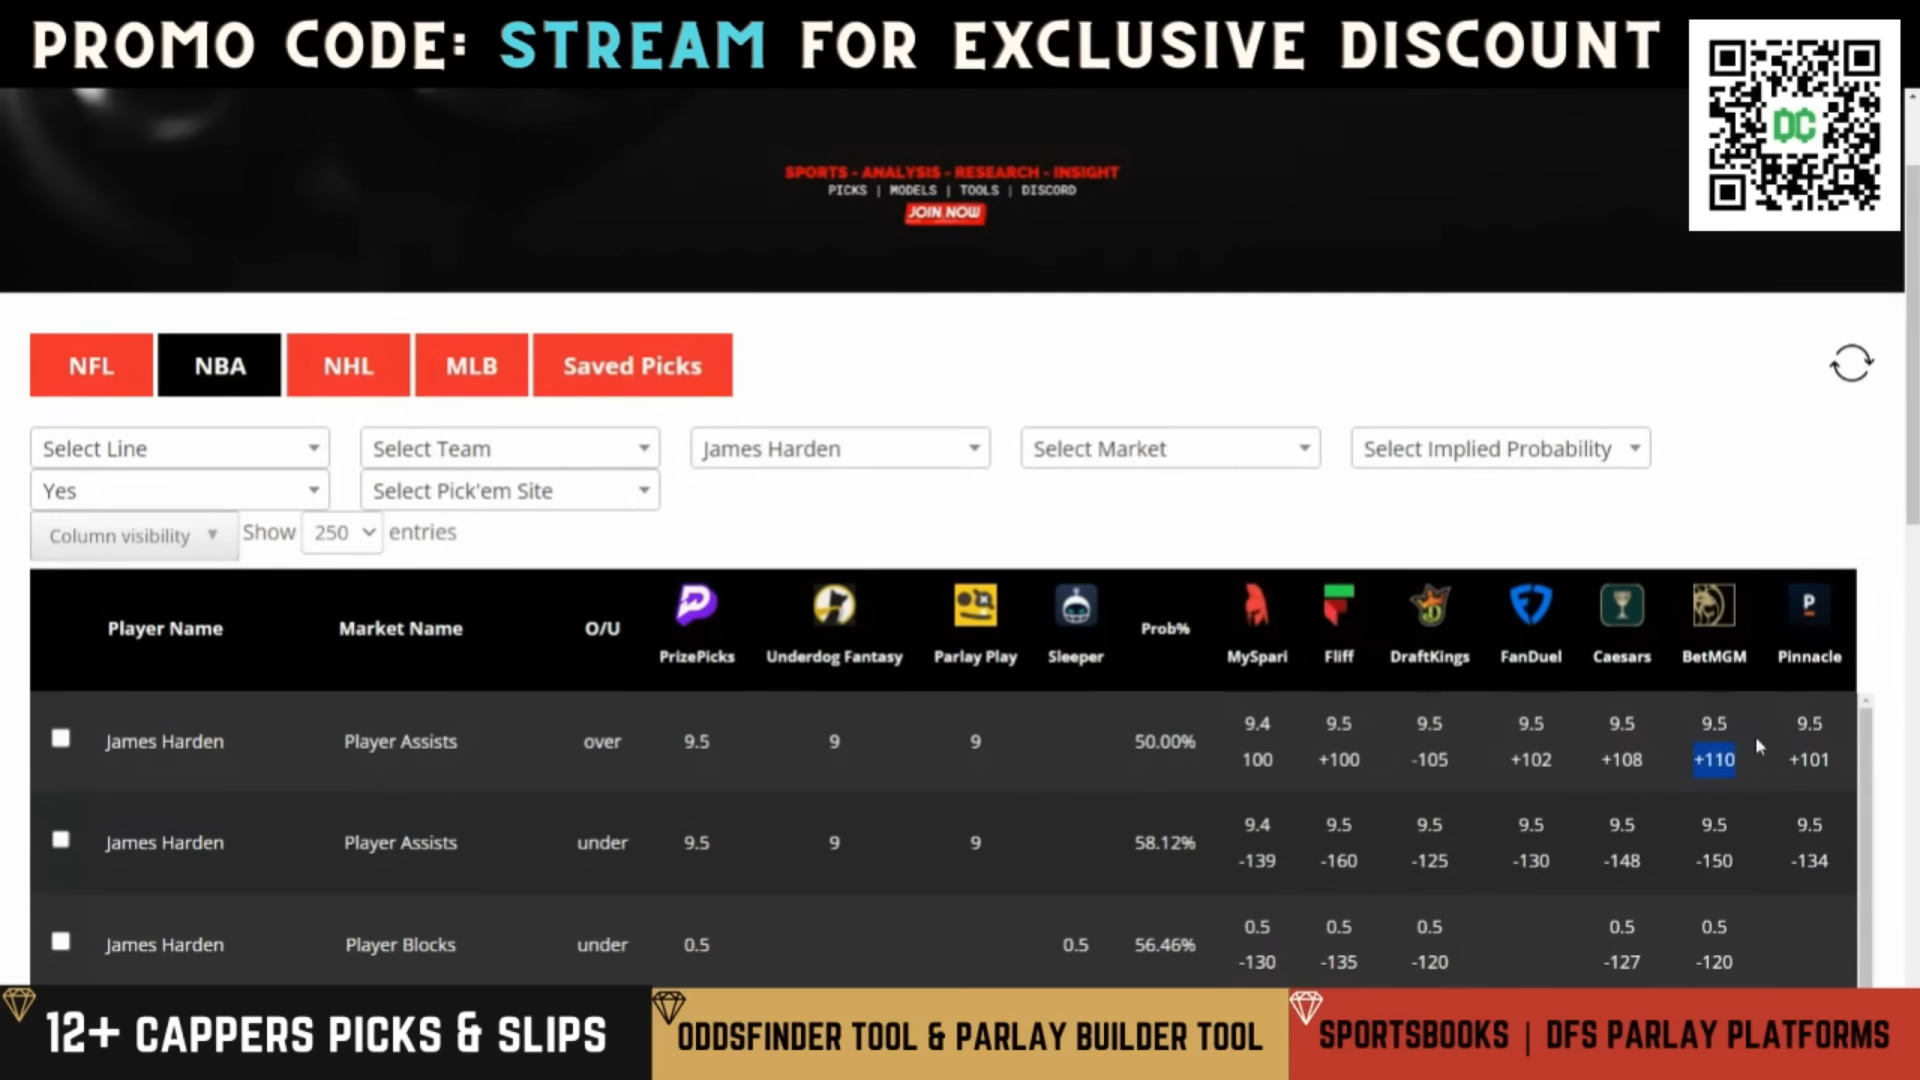 PROMO CODE: STREAM FOR EXCLUSIVE DISCOUNT
DC
SPORTS - ANALYSIS - RESEARCH - INSIGHT
PICKS | MODELS | TOOLS | DISCORD
JOIN NOW
NFL NBA NHL MLB Saved Picks
Select Line Select Team James Harden Select Market Select Implied Probability
Yes Select Pick'em Site
Column visibility Show 250 entries
Player Name Market Name O/U PrizePicks Underdog Fantasy Parlay Play Sleeper Prob% MySpari Fliff DraftKings FanDuel Caesars BetMGM Pinnacle
9.4 9.5 9.5 9.5 9.5 9.5 9.5
James Harden Player Assists over 9.5 9 9 50.00%
100 +100 -105 +102 +108 +110 +101
9.4 9.5 9.5 9.5 9.5 9.5 9.5
James Harden Player Assists under 9.5 9 9 58.12%
-139 -160 -125 -130 -148 -150 -134
0.5 0.5 0.5 0.5 0.5
James Harden Player Blocks under 0.5 0.5 56.46%
-130 -135 -120 -127 -120
12+ CAPPERS PICKS & SLIPS
ODDSFINDER TOOL & PARLAY BUILDER TOOL
SPORTSBOOKS | DFS PARLAY PLATFORMS